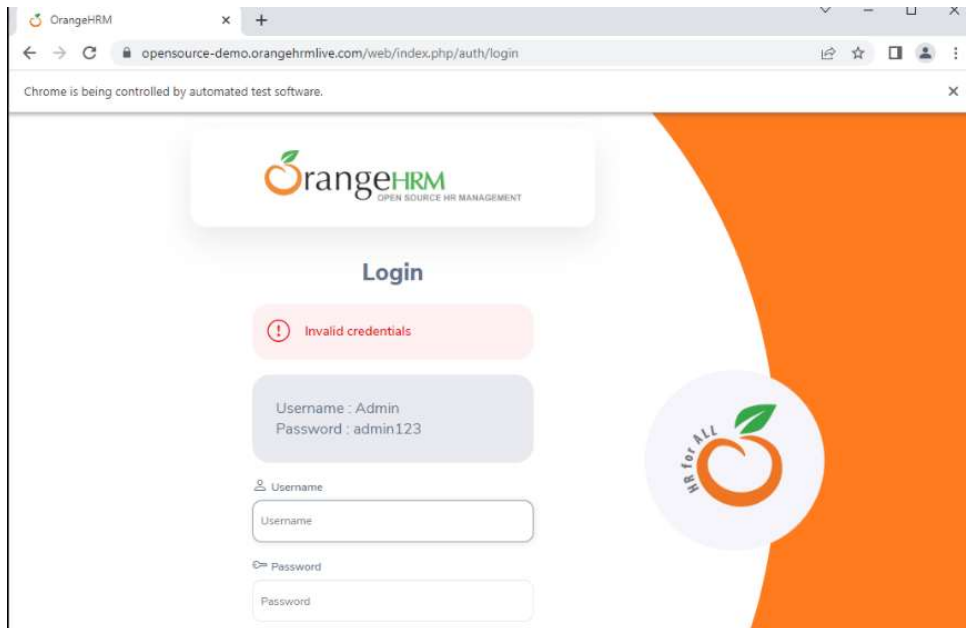 OrangeHRM
opensource-demo.orangehrmlive.com/web/index.php/auth/login
Chrome is being controlled by automated test software.
OrangeHRM
OPEN SOURCE HR MANAGEMENT
Login
Invalid credentials
Username : Admin
Password : admin123
HR for ALL
Username
Username
Password
Password